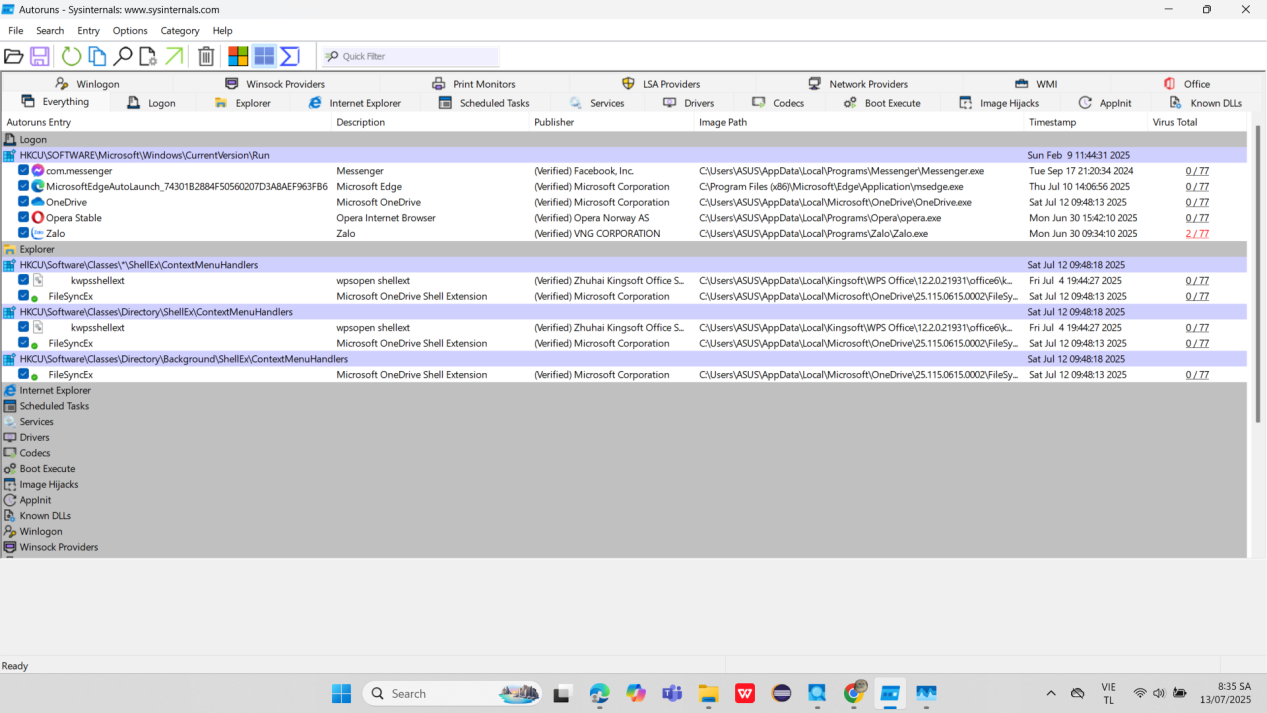 Autoruns - Sysinternals: www.sysinternals.com
File Search Entry Options Category Help
Quick Filter
Winlogon Winsock Providers Print Monitors LSA Providers Network Providers WMI Office
Everything Logon Explorer Internet Explorer Scheduled Tasks Services Drivers Codecs Boot Execute Image Hijacks AppInit Known DLLs
Autoruns Entry Description Publisher Image Path Timestamp Virus Total
Logon
HKCU\SOFTWARE\Microsoft\Windows\CurrentVersion\Run Sun Feb 9 11:44:31 2025
com.messenger Messenger (Verified) Facebook, Inc. C:\Users\ASUS\AppData\Local\Programs\Messenger\Messenger.exe Tue Sep 17 21:20:34 2024 0 / 77
MicrosoftEdgeAutoLaunch_74301B2884F50560207D3A8AEF963FB6 Microsoft Edge (Verified) Microsoft Corporation C:\Program Files (x86)\Microsoft\Edge\Application\msedge.exe Thu Jul 10 14:06:56 2025 0 / 77
OneDrive Microsoft OneDrive (Verified) Microsoft Corporation C:\Users\ASUS\AppData\Local\Microsoft\OneDrive\OneDrive.exe Sat Jul 12 09:48:13 2025 0 / 77
Opera Stable Opera Internet Browser (Verified) Opera Norway AS C:\Users\ASUS\AppData\Local\Programs\Opera\opera.exe Mon Jun 30 15:42:10 2025 0 / 77
Zalo Zalo (Verified) VNG CORPORATION C:\Users\ASUS\AppData\Local\Programs\Zalo\Zalo.exe Mon Jun 30 09:34:10 2025 2 / 77
Explorer
HKCU\Software\Classes\*\ShellEx\ContextMenuHandlers Sat Jul 12 09:48:18 2025
kwpsshellext wpsopen shellext (Verified) Zhuhai Kingsoft Office S... C:\Users\ASUS\AppData\Local\Kingsoft\WPS Office\12.2.0.21931\office6\k... Fri Jul 4 19:44:27 2025 0 / 77
FileSyncEx Microsoft OneDrive Shell Extension (Verified) Microsoft Corporation C:\Users\ASUS\AppData\Local\Microsoft\OneDrive\25.115.0615.0002\FileSy... Sat Jul 12 09:48:13 2025 0 / 77
HKCU\Software\Classes\Directory\ShellEx\ContextMenuHandlers Sat Jul 12 09:48:18 2025
kwpsshellext wpsopen shellext (Verified) Zhuhai Kingsoft Office S... C:\Users\ASUS\AppData\Local\Kingsoft\WPS Office\12.2.0.21931\office6\k... Fri Jul 4 19:44:27 2025 0 / 77
FileSyncEx Microsoft OneDrive Shell Extension (Verified) Microsoft Corporation C:\Users\ASUS\AppData\Local\Microsoft\OneDrive\25.115.0615.0002\FileSy... Sat Jul 12 09:48:13 2025 0 / 77
HKCU\Software\Classes\Directory\Background\ShellEx\ContextMenuHandlers Sat Jul 12 09:48:18 2025
FileSyncEx Microsoft OneDrive Shell Extension (Verified) Microsoft Corporation C:\Users\ASUS\AppData\Local\Microsoft\OneDrive\25.115.0615.0002\FileSy... Sat Jul 12 09:48:13 2025 0 / 77
Internet Explorer
Scheduled Tasks
Services
Drivers
Codecs
Boot Execute
Image Hijacks
AppInit
Known DLLs
Winlogon
Winsock Providers
Ready
Search VIE 8:35 SA
TL 13/07/2025